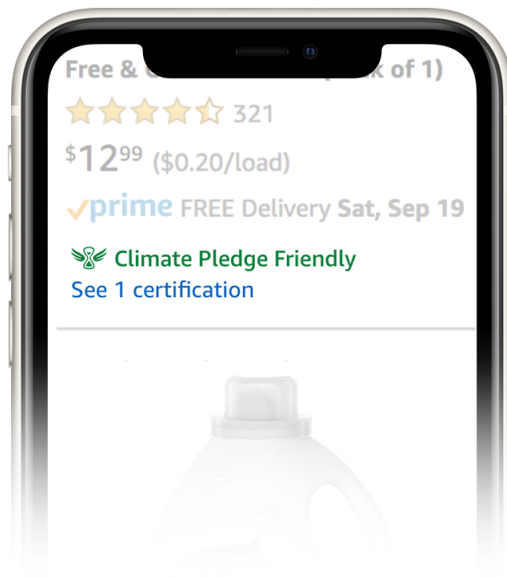 Free & (k of 1)
321
$12.99 ($0.20/load)
prime FREE Delivery Sat, Sep 19
Climate Pledge Friendly
See 1 certification